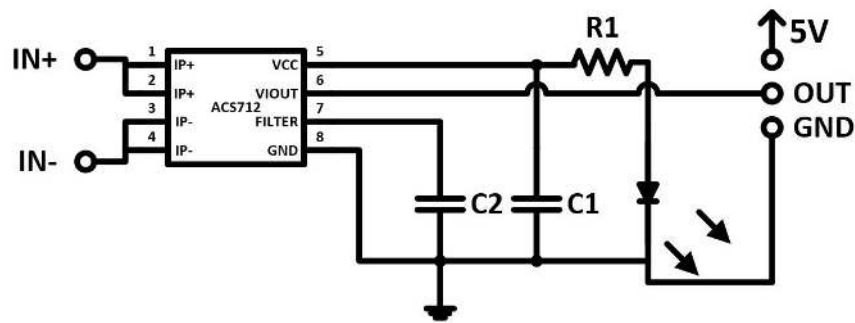 IN+
IN-
1
2
3
4
IP+
IP+
IP-
IP-
ACS712
VCC
VIOUT
FILTER
GND
5
6
7
8
R1
C2
C1
5V
OUT
GND